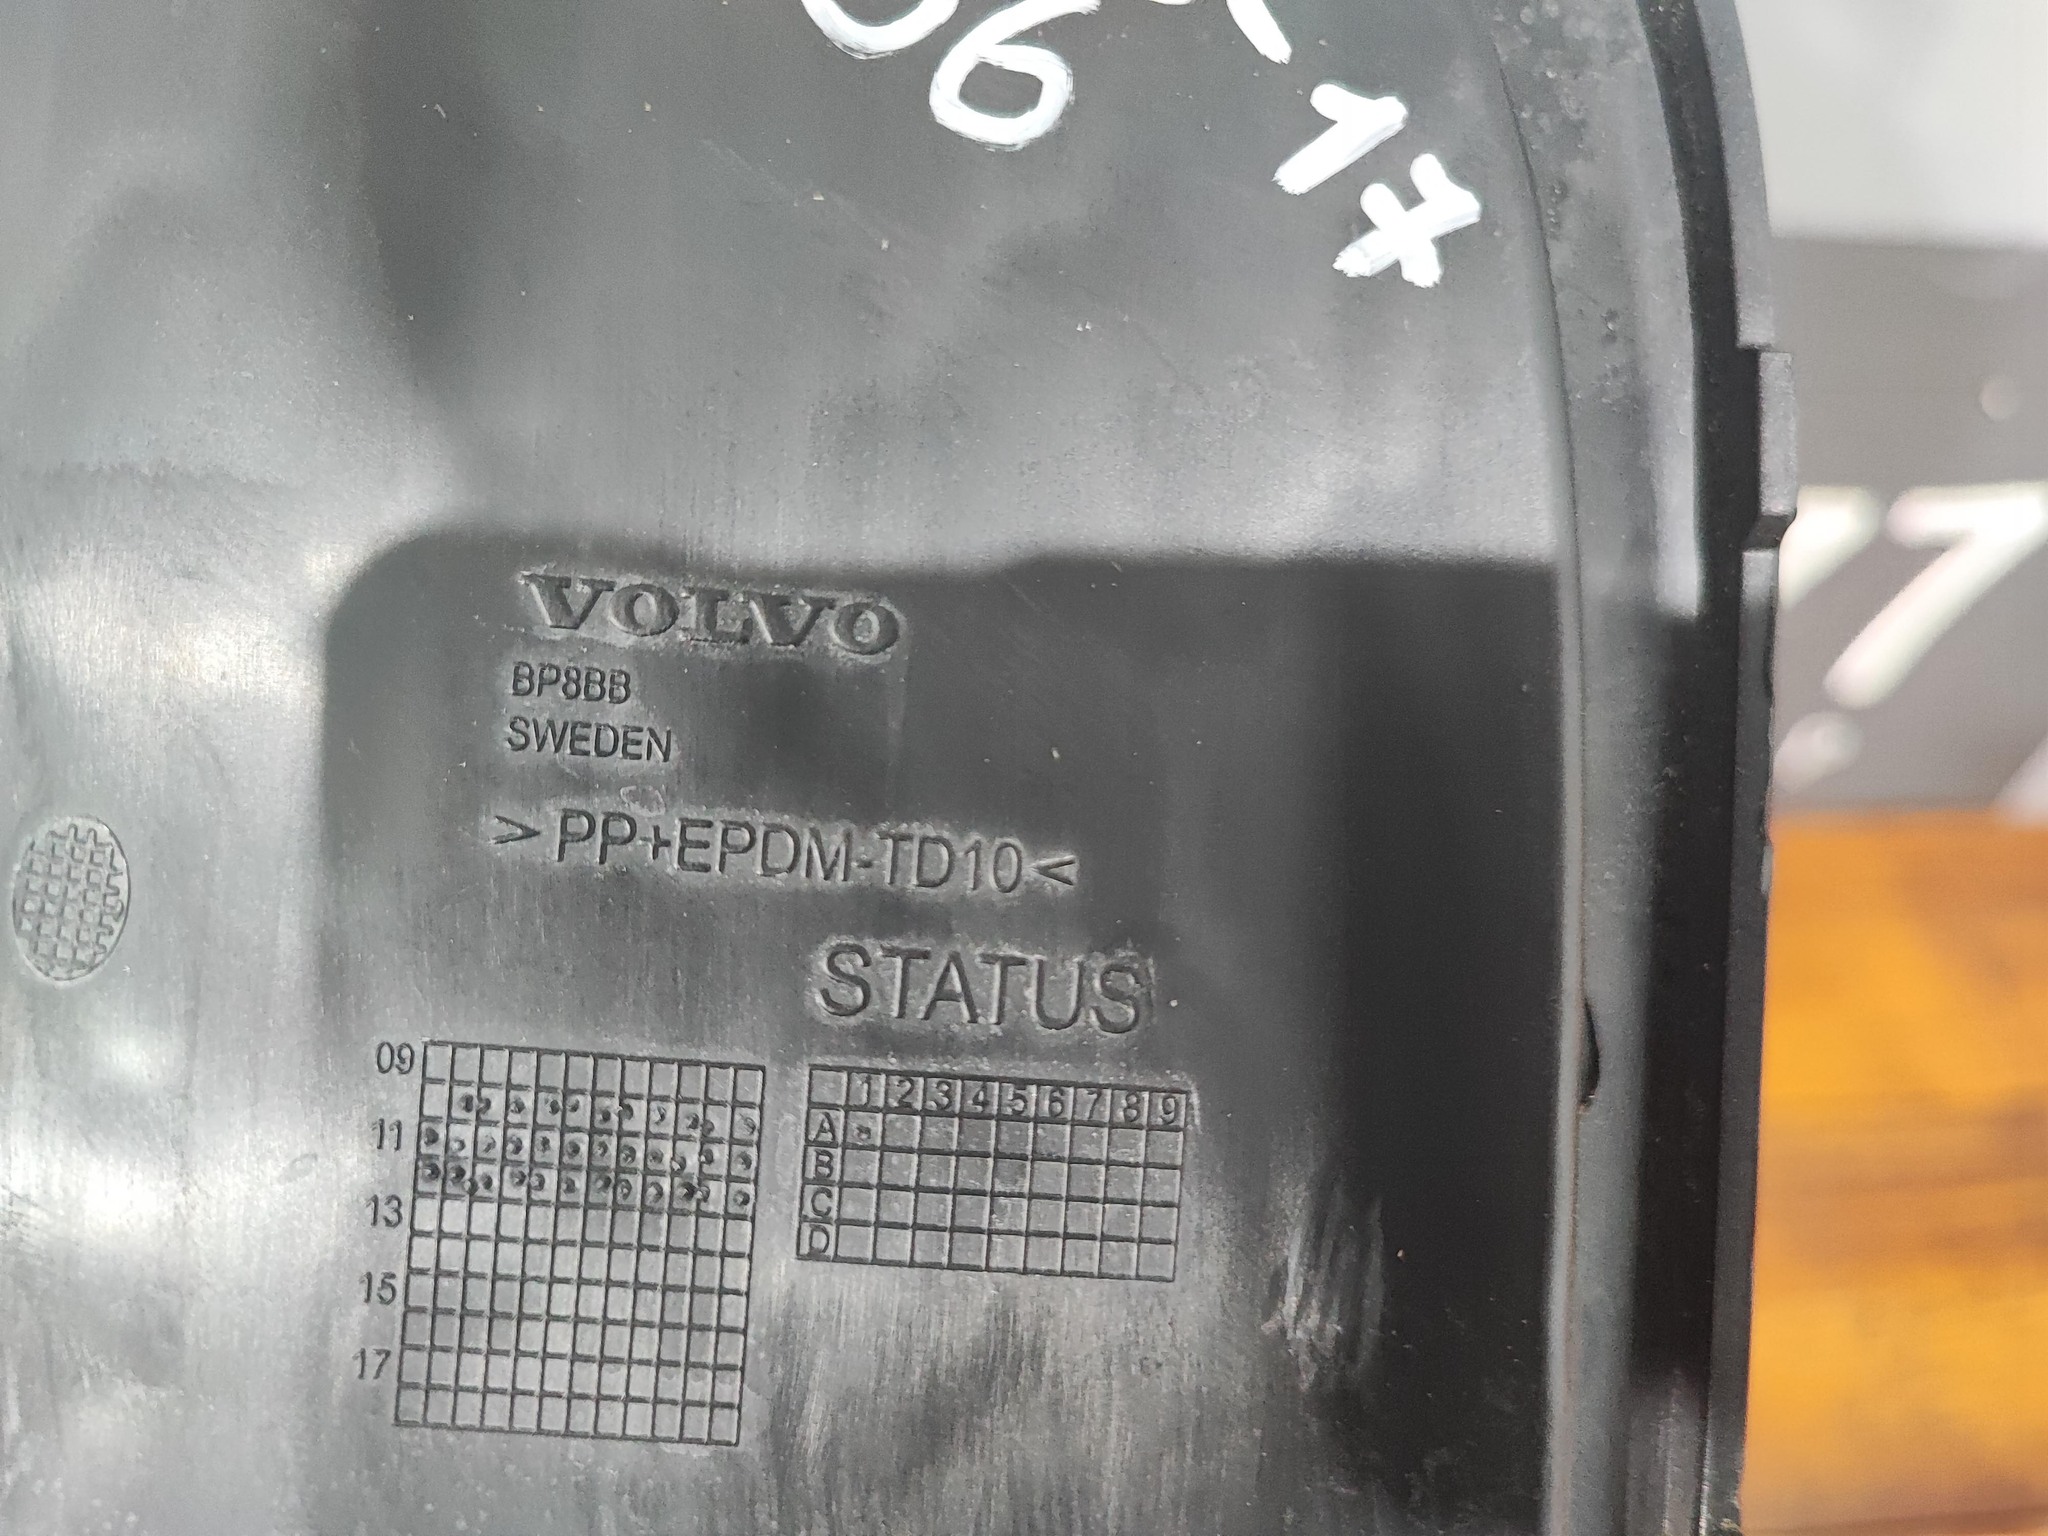 06
17
VOLVO
BP8BB
SWEDEN
>PP+EPDM-TD10<
STATUS
09
11
13
15
17
1 2 3 4 5 6 7 8 9
A
B
C
D